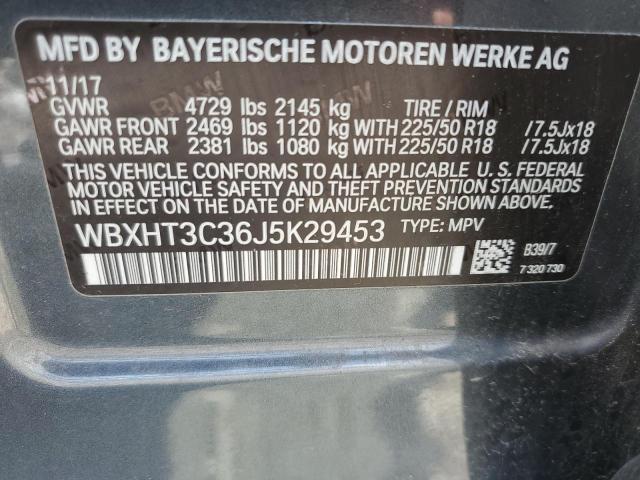 MFD BY BAYERISCHE MOTOREN WERKE AG
11/17
GVWR 4729 lbs 2145 kg TIRE / RIM
GAWR FRONT 2469 lbs 1120 kg WITH 225/50 R18 /7.5Jx18
GAWR REAR 2381 lbs 1080 kg WITH 225/50 R18 /7.5Jx18
THIS VEHICLE CONFORMS TO ALL APPLICABLE U. S. FEDERAL
MOTOR VEHICLE SAFETY AND THEFT PREVENTION STANDARDS
IN EFFECT ON THE DATE OF MANUFACTURE SHOWN ABOVE.
WBXHT3C36J5K29453 TYPE: MPV
B39/7
7 320 730